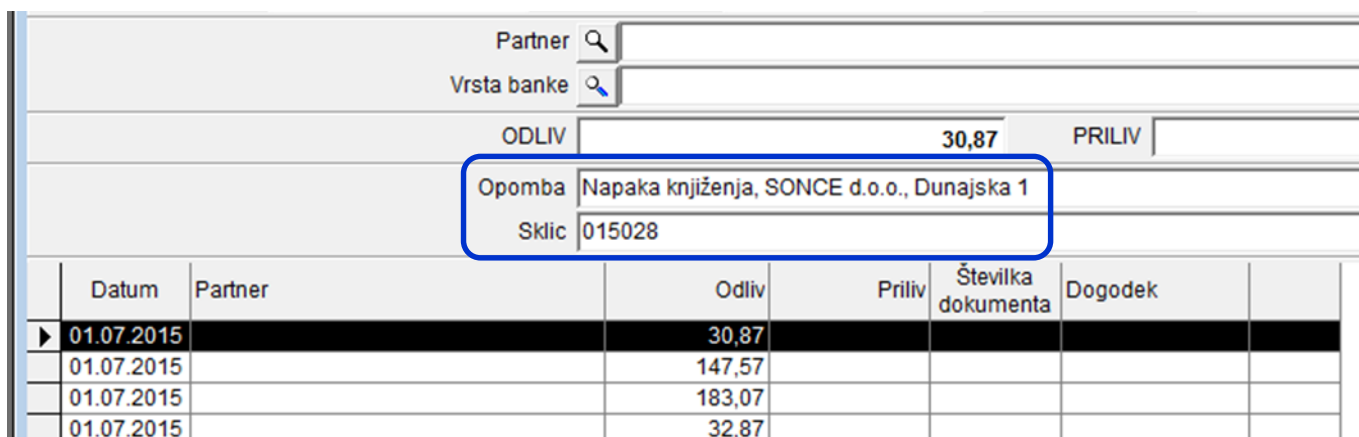 Partner
Vrsta banke
ODLIV 30,87 PRILIV
Opomba Napaka knjiženja, SONCE d.o.o., Dunajska 1
Sklic 015028
Datum Partner Odliv Priliv Številka dokumenta Dogodek
01.07.2015 30,87
01.07.2015 147,57
01.07.2015 183,07
01.07.2015 32,87